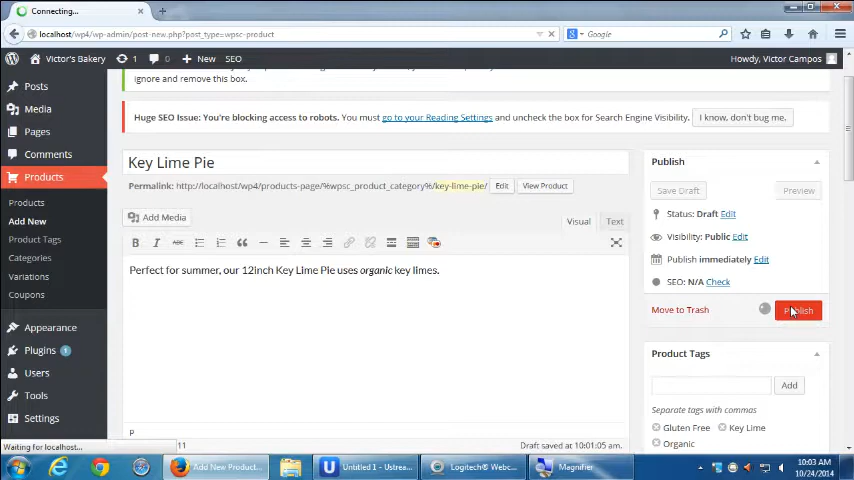 Connecting...
localhost/wp4/wp-admin/post-new.php?post_type=wpsc-product
Google
Victor's Bakery
1
0
New
SEO
Howdy, Victor Campos
ignore and remove this box.
Huge SEO Issue: You're blocking access to robots. You must go to your Reading Settings and uncheck the box for Search Engine Visibility.
I know, don't bug me.
Posts
Media
Pages
Comments
Products
Products
Add New
Product Tags
Categories
Variations
Coupons
Appearance
Plugins 1
Users
Tools
Settings
Key Lime Pie
Permalink: http://localhost/wp4/products-page/%wpsc_product_category%/key-lime-pie/
Edit
View Product
Add Media
Visual
Text
B I ABC
Perfect for summer, our 12inch Key Lime Pie uses organic key limes.
P
11
Draft saved at 10:01:05 am.
Publish
Save Draft
Preview
Status: Draft Edit
Visibility: Public Edit
Publish immediately Edit
SEO: N/A Check
Move to Trash
Publish
Product Tags
Add
Separate tags with commas
Gluten Free
Key Lime
Organic
Waiting for localhost...
Add New Product...
Untitled 1 - Ustrea...
Logitech® Webc...
Magnifier
10:03 AM
10/24/2014